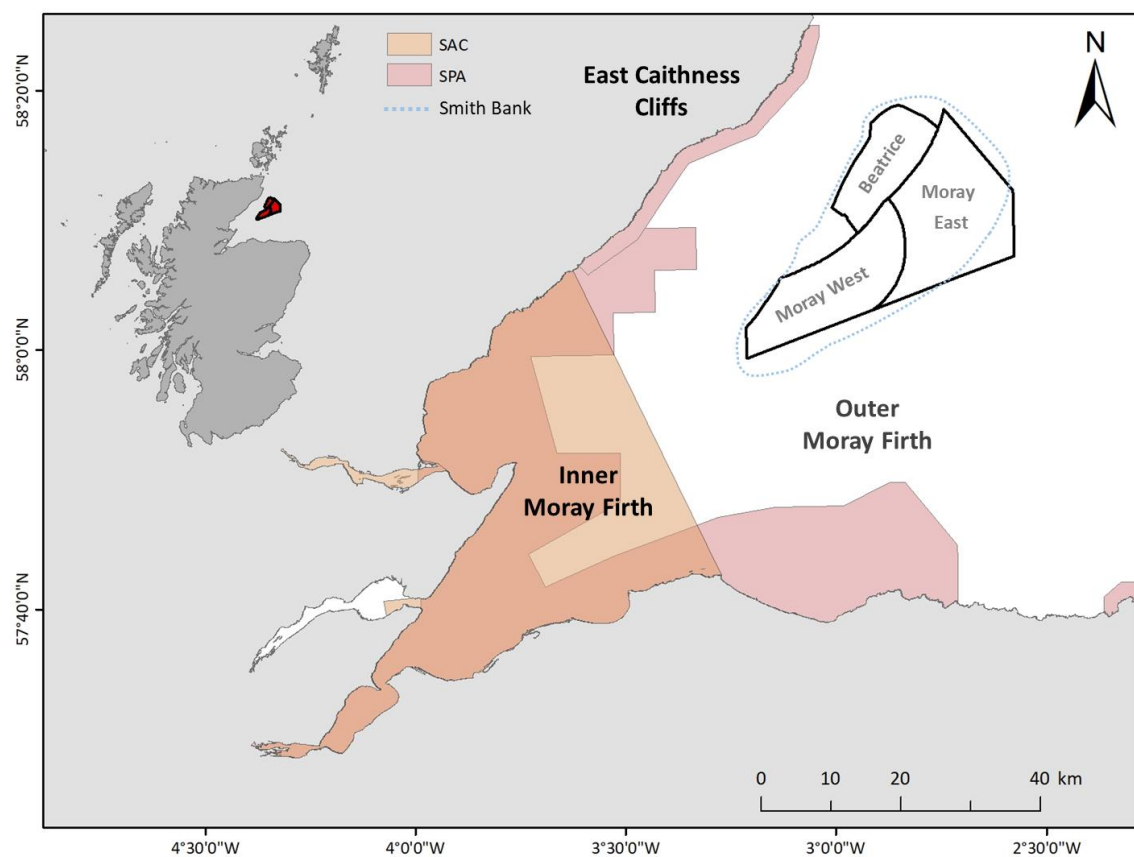 SAC
SPA
Smith Bank
East Caithness
Cliffs
N
Beatrice
Moray
East
Moray West
Outer
Moray Firth
Inner
Moray Firth
58°20'0"N
58°0'0"N
57°40'0"N
0 10 20 40 km
4°30'0"W 4°0'0"W 3°30'0"W 3°0'0"W 2°30'0"W